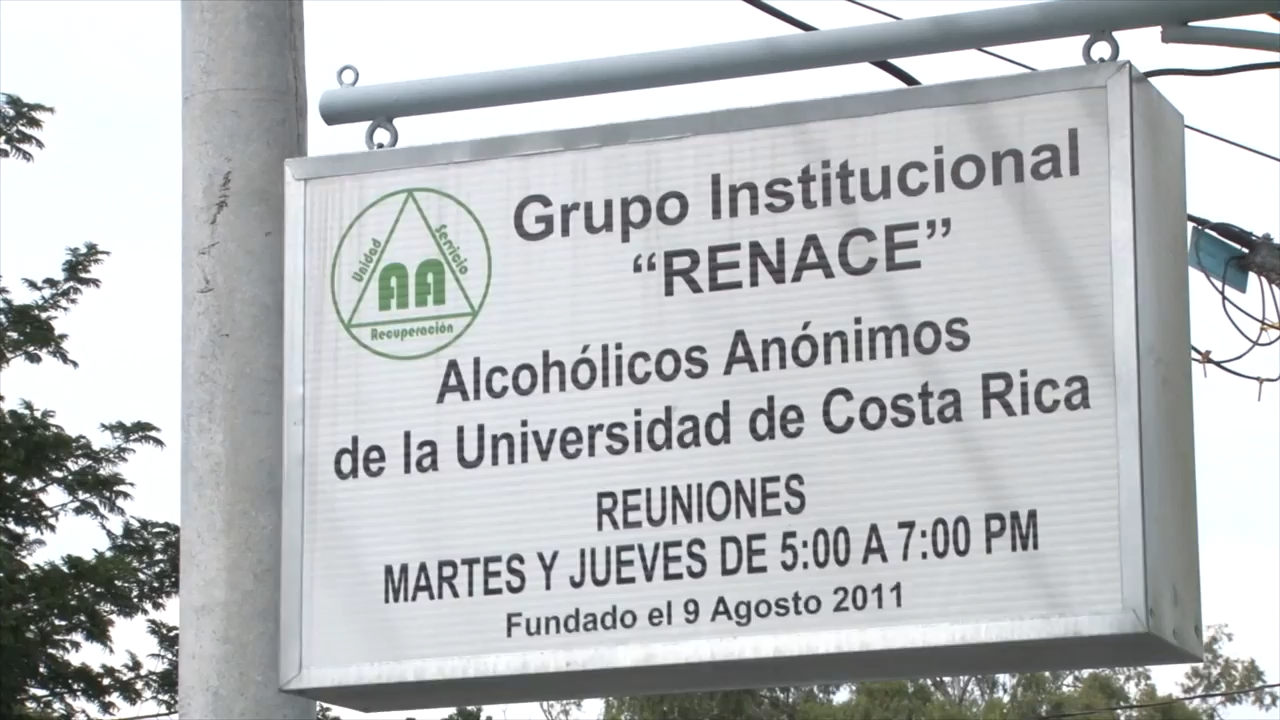 Unidad
Servicio
AA
Recuperación
Grupo Institucional
“RENACE”
Alcohólicos Anónimos
de la Universidad de Costa Rica
REUNIONES
MARTES Y JUEVES DE 5:00 A 7:00 PM
Fundado el 9 Agosto 2011